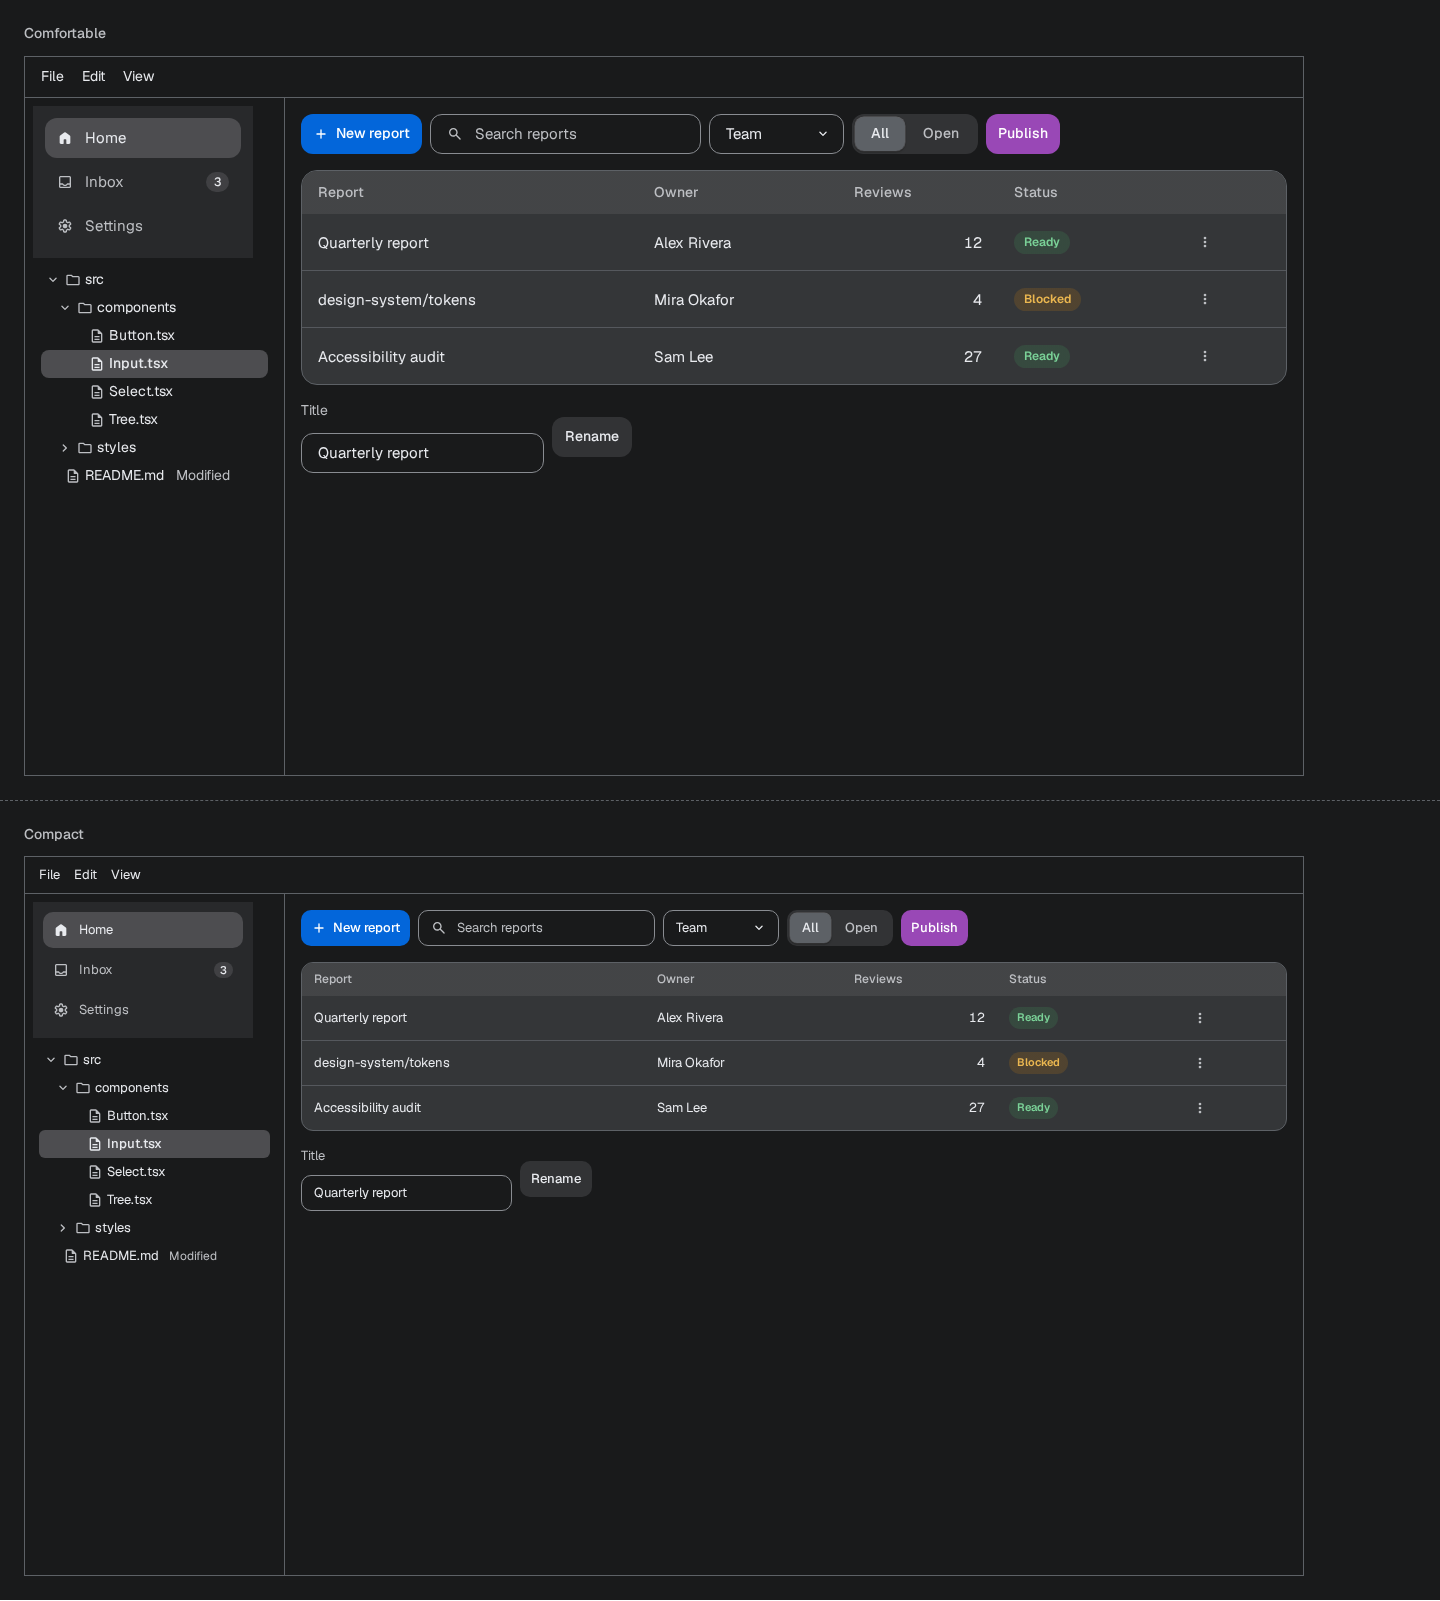 Comfortable
File Edit View
Home
Inbox 3
Settings
src
components
Button.tsx
Input.tsx
Select.tsx
Tree.tsx
styles
README.md Modified
New report Search reports Team All Open Publish
Report Owner Reviews Status
Quarterly report Alex Rivera 12 Ready
design-system/tokens Mira Okafor 4 Blocked
Accessibility audit Sam Lee 27 Ready
Title
Quarterly report Rename
Compact
File Edit View
Home
Inbox 3
Settings
src
components
Button.tsx
Input.tsx
Select.tsx
Tree.tsx
styles
README.md Modified
New report Search reports Team All Open Publish
Report Owner Reviews Status
Quarterly report Alex Rivera 12 Ready
design-system/tokens Mira Okafor 4 Blocked
Accessibility audit Sam Lee 27 Ready
Title
Quarterly report Rename